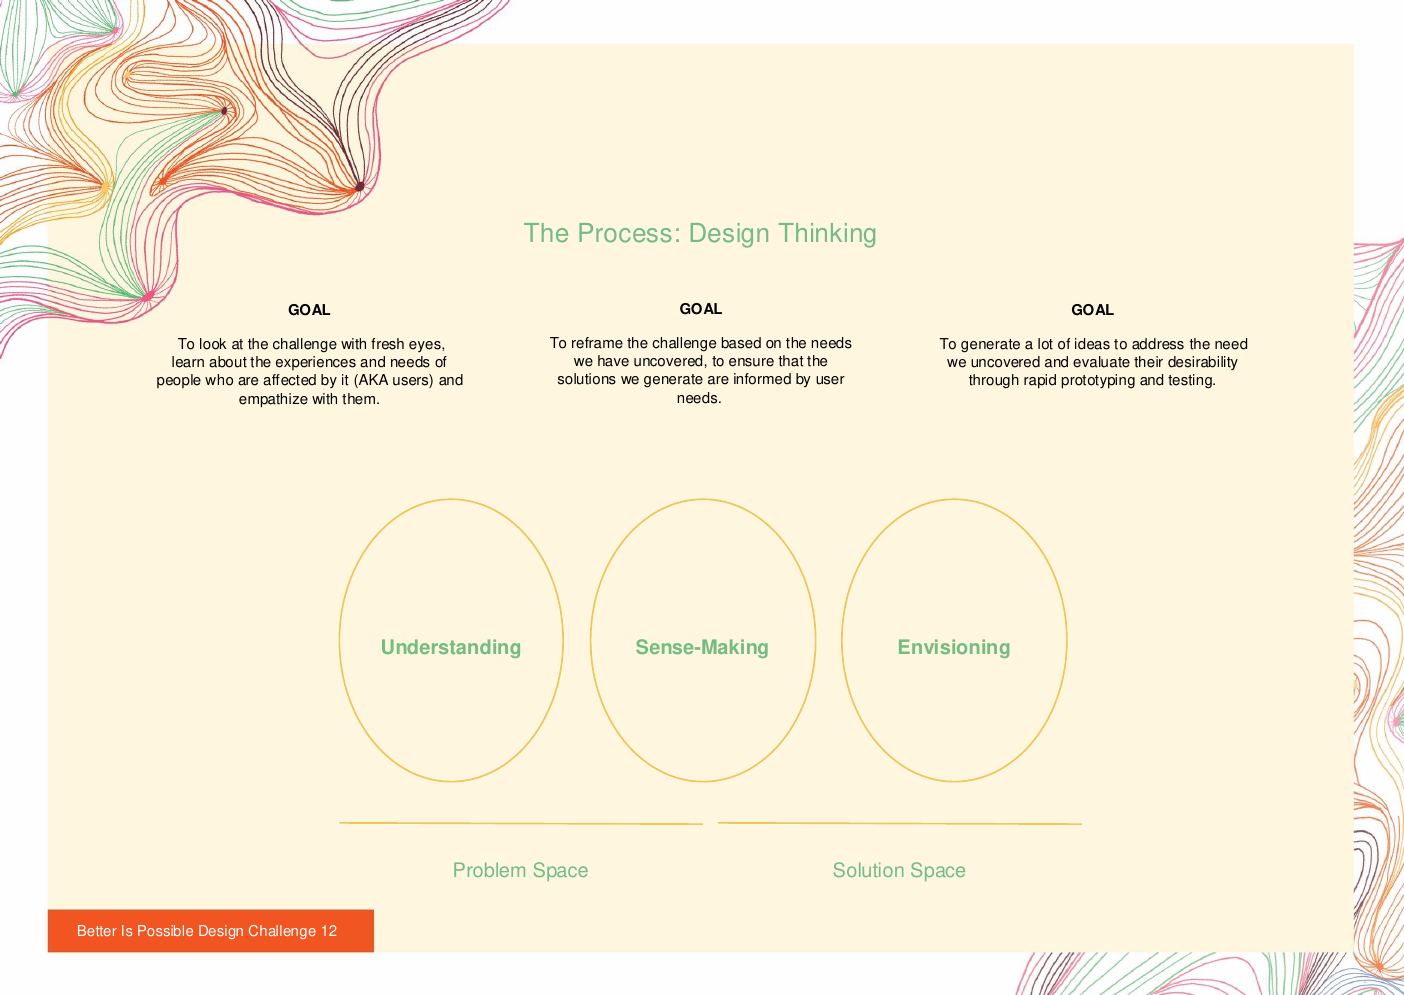 The Process: Design Thinking
GOAL
To look at the challenge with fresh eyes,
learn about the experiences and needs of
people who are affected by it (AKA users) and
empathize with them.
GOAL
To reframe the challenge based on the needs
we have uncovered, to ensure that the
solutions we generate are informed by user
needs.
GOAL
To generate a lot of ideas to address the need
we uncovered and evaluate their desirability
through rapid prototyping and testing.
Understanding
Sense-Making
Envisioning
Problem Space
Solution Space
Better Is Possible Design Challenge 12